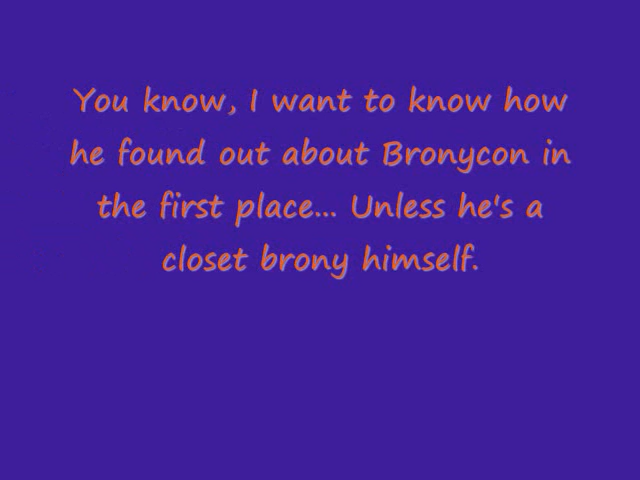 You know, I want to know how
he found out about Bronycon in
the first place... Unless he's a
closet brony himself.